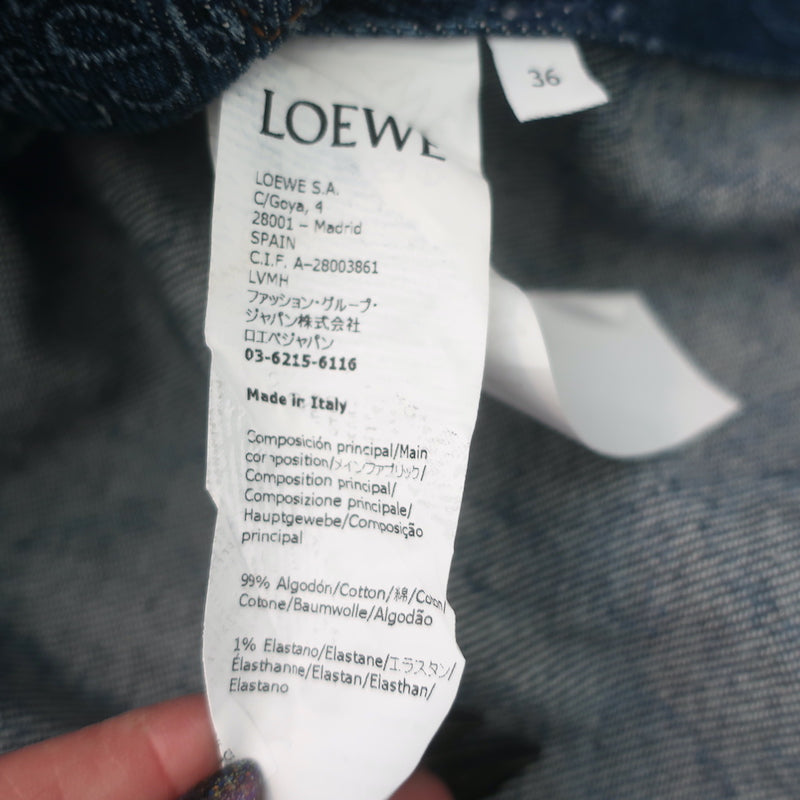 LOEWE
36
LOEWE S.A.
C/Goya, 4
28001 – Madrid
SPAIN
C.I.F. A-28003861
LVMH
ファッション・グループ・
ジャパン株式会社
ロエベジャパン
03-6215-6116
Made in Italy
Composición principal/Main
composition/メインファブリック/
Composition principal/
Composizione principale/
Hauptgewebe/Composição
principal
99% Algodón/Cotton/綿/Coton/
Cotone/Baumwolle/Algodão
1% Elastano/Elastane/エラスタン/
Élasthanne/Elastan/Elasthan/
Elastano